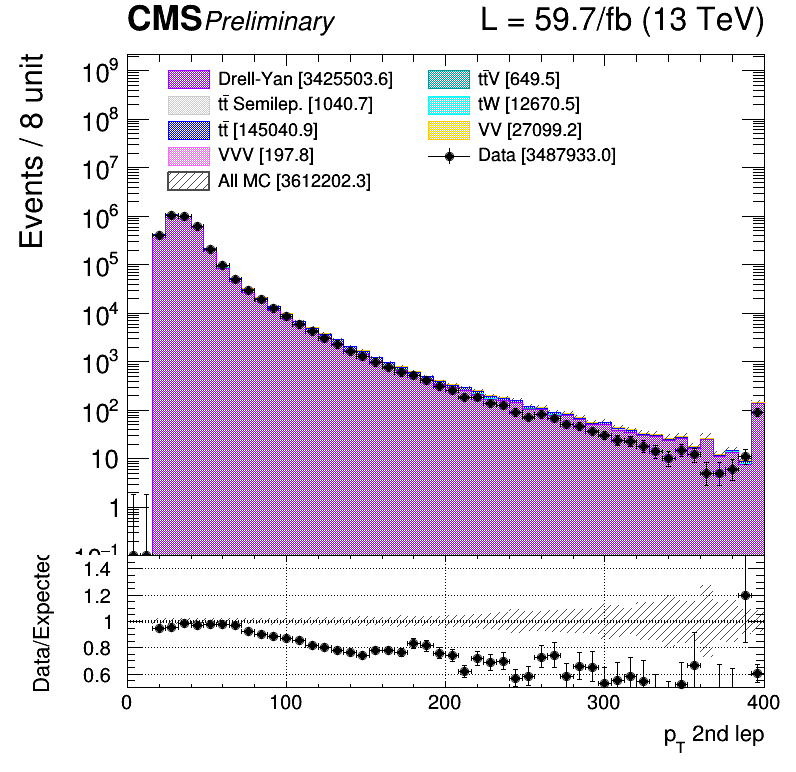 CMS Preliminary L = 59.7/fb (13 TeV)
Events / 8 unit
10⁹
10⁸
10⁷
10⁶
10⁵
10⁴
10³
10²
10
1
10⁻¹
Drell-Yan [3425503.6]
tt̄ Semilep. [1040.7]
tt̄ [145040.9]
VVV [197.8]
All MC [3612202.3]
tt̄V [649.5]
tW [12670.5]
VV [27099.2]
Data [3487933.0]
Data/Expected
1.4
1.2
1
0.8
0.6
0 100 200 300 400
p_T 2nd lep